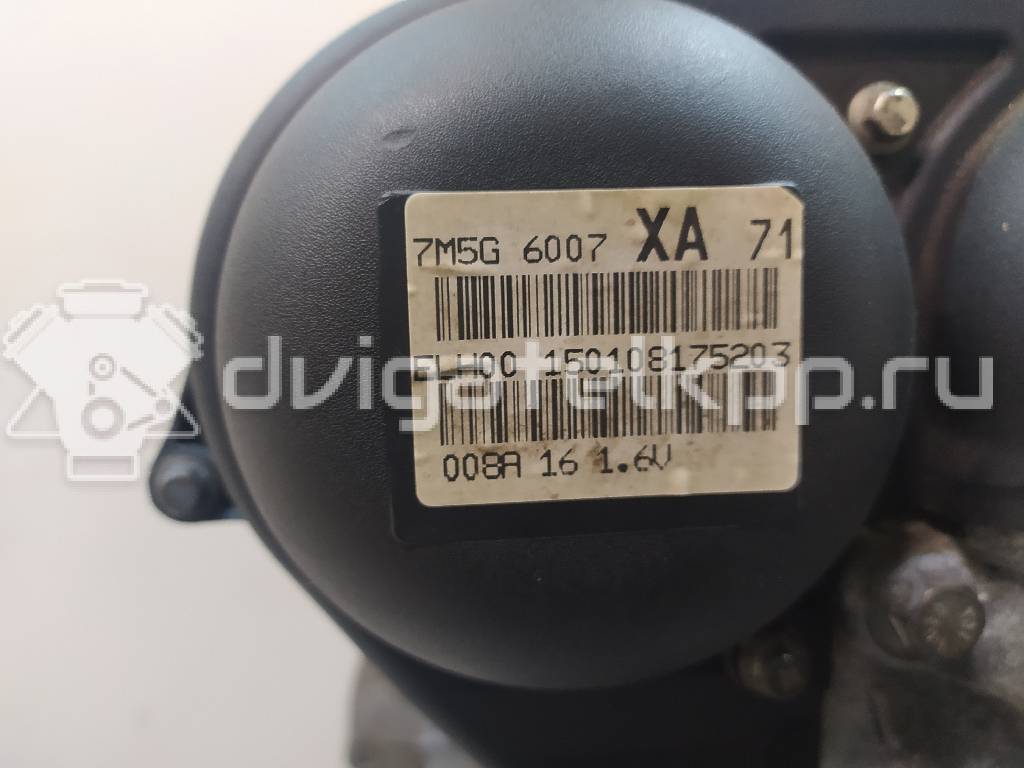 7M5G 6007 XA 71
150108175203
008A 16 1.6V
dvigatelkpp.ru